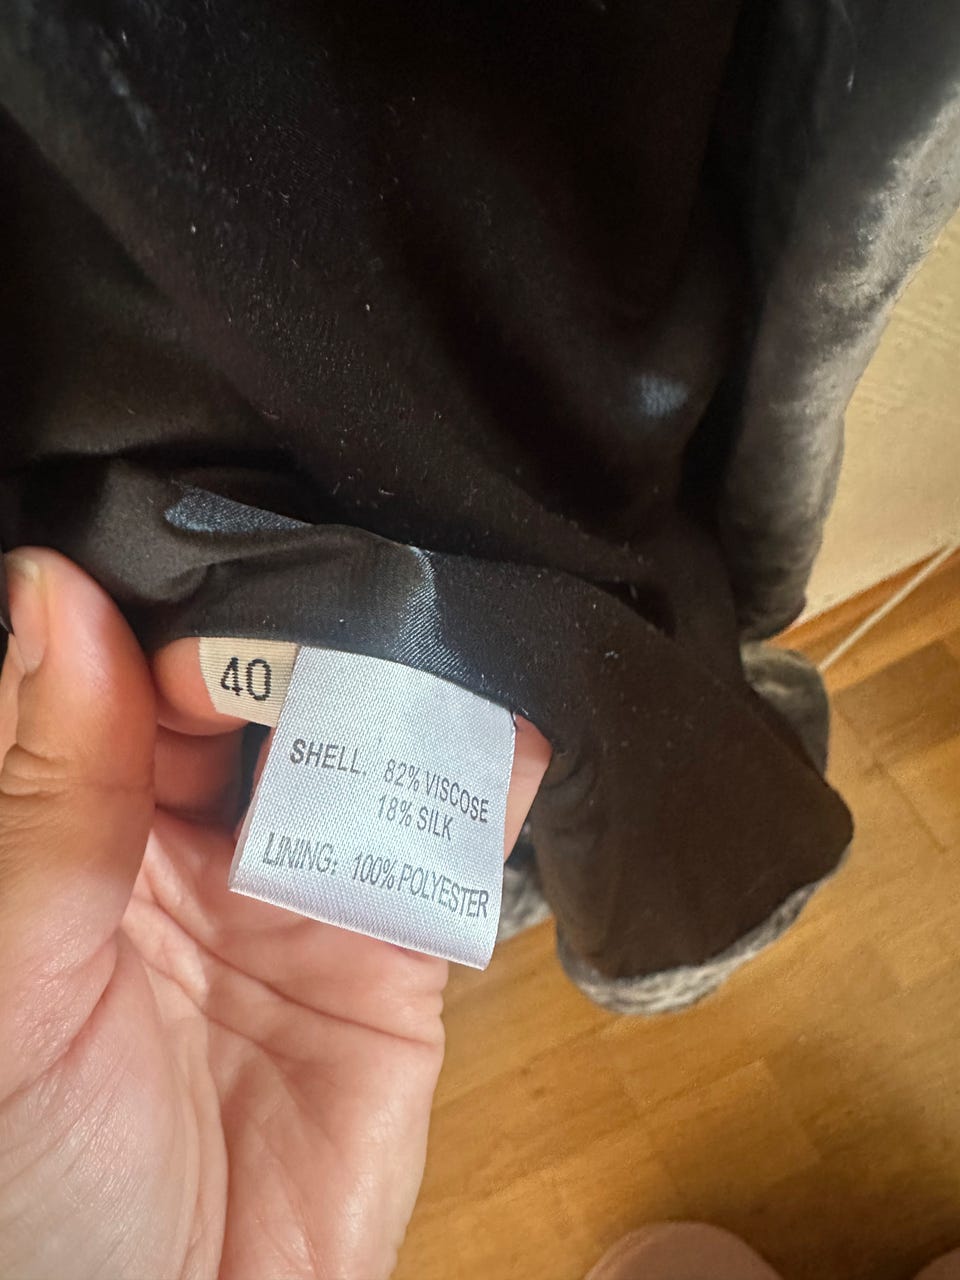 40
SHELL. 82% VISCOSE
18% SILK
LINING: 100% POLYESTER